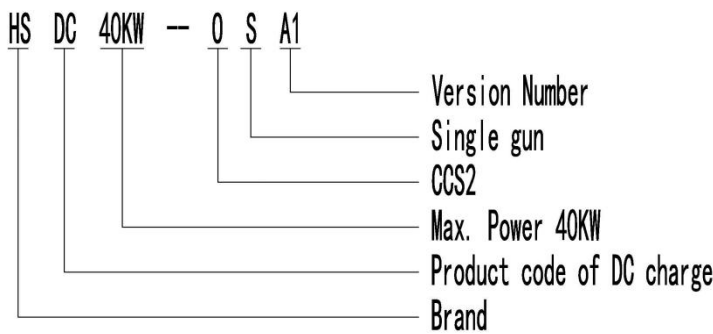 HS DC 40KW -- 0 S A1
Version Number
Single gun
CCS2
Max. Power 40KW
Product code of DC charge
Brand